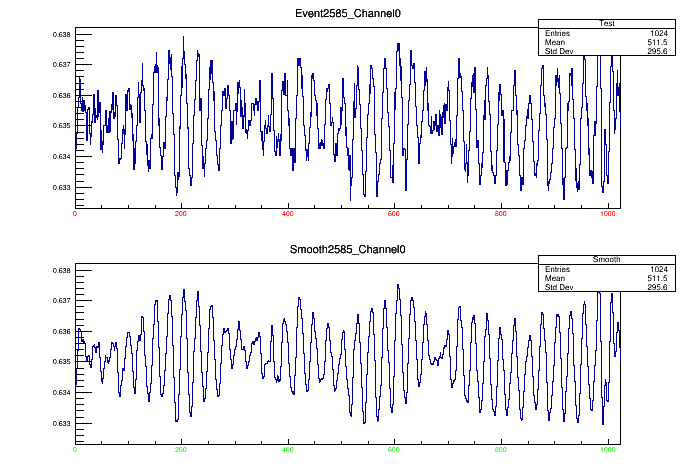 Event2585_Channel0
Test
Entries 1024
Mean 511.5
Std Dev 295.6
0.638
0.637
0.636
0.635
0.634
0.633
0 200 400 600 800 1000
Smooth2585_Channel0
Smooth
Entries 1024
Mean 511.5
Std Dev 295.6
0.638
0.637
0.636
0.635
0.634
0.633
0 200 400 600 800 1000